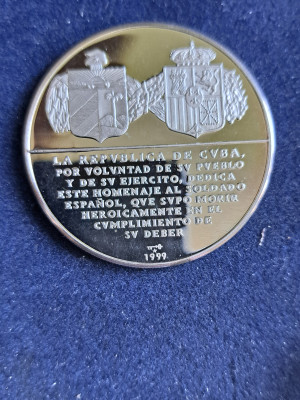 LA REPVBLICA DE CVBA,
POR VOLUNTAD DE SV PVEBLO
Y DE SV EJERCITO, DEDICA
ESTE HOMENAJE AL SOLDADO
ESPAÑOL, QVE SVPO MORIR
HEROICAMENTE EN EL
CVMPLIMIENTO DE
SV DEBER
1999